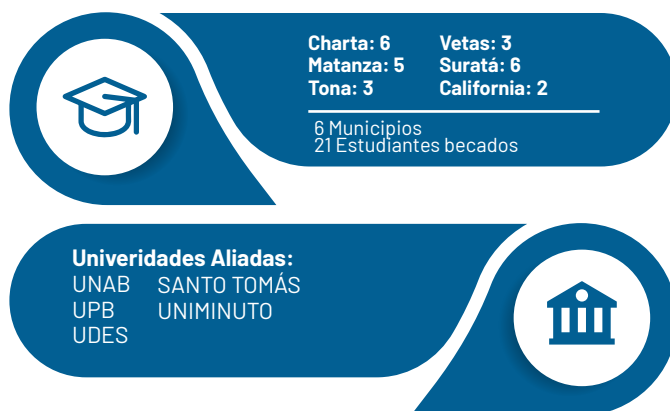 Charta: 6 Vetas: 3
Matanza: 5 Suratá: 6
Tona: 3 California: 2
6 Municipios
21 Estudiantes becados
Univeridades Aliadas:
UNAB SANTO TOMÁS
UPB UNIMINUTO
UDES